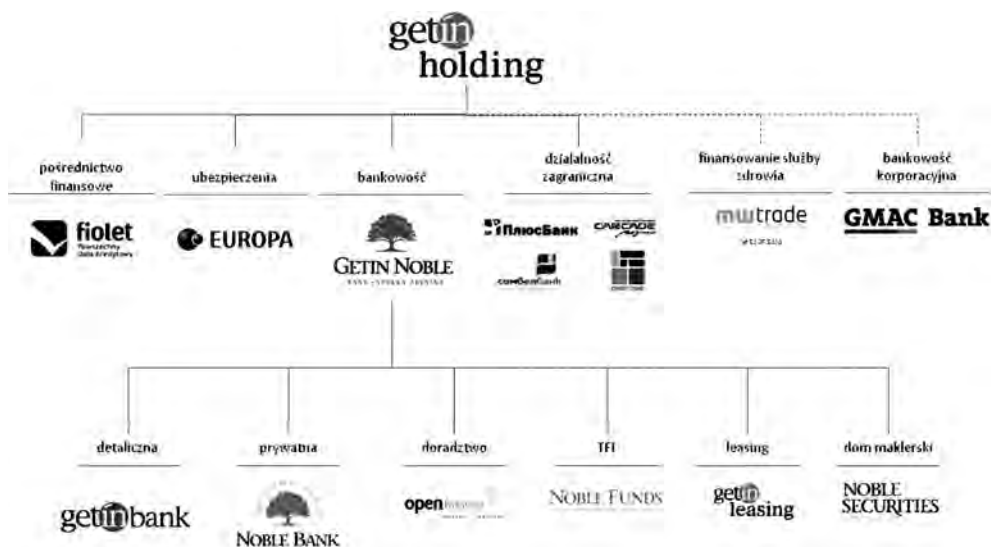 getin
holding
pośrednictwo
finansowe
ubezpieczenia
bankowość
działalność
zagraniczna
finansowanie służby
zdrowia
bankowość
korporacyjna
fiolet
EUROPA
GETIN NOBLE
ПлюсБанк
CARCADE
mwtrade
GMAC Bank
detaliczna
prywatna
doradztwo
TFI
leasing
dom maklerski
getinbank
NOBLE BANK
open
NOBLE FUNDS
getin
leasing
NOBLE
SECURITIES